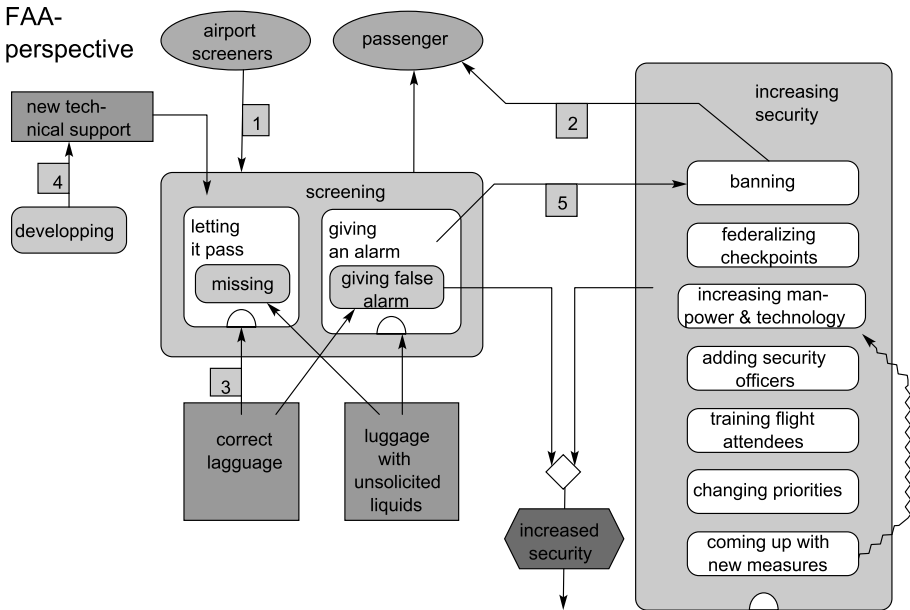 FAA-
perspective
airport
screeners
passenger
increasing
security
new tech-
nical support
1
2
4
screening
banning
5
developping
letting
it pass
giving
an alarm
federalizing
checkpoints
missing
giving false
alarm
increasing man-
power & technology
adding security
officers
3
correct
lagguage
luggage
with
unsolicited
liquids
training flight
attendees
changing priorities
increased
security
coming up with
new measures